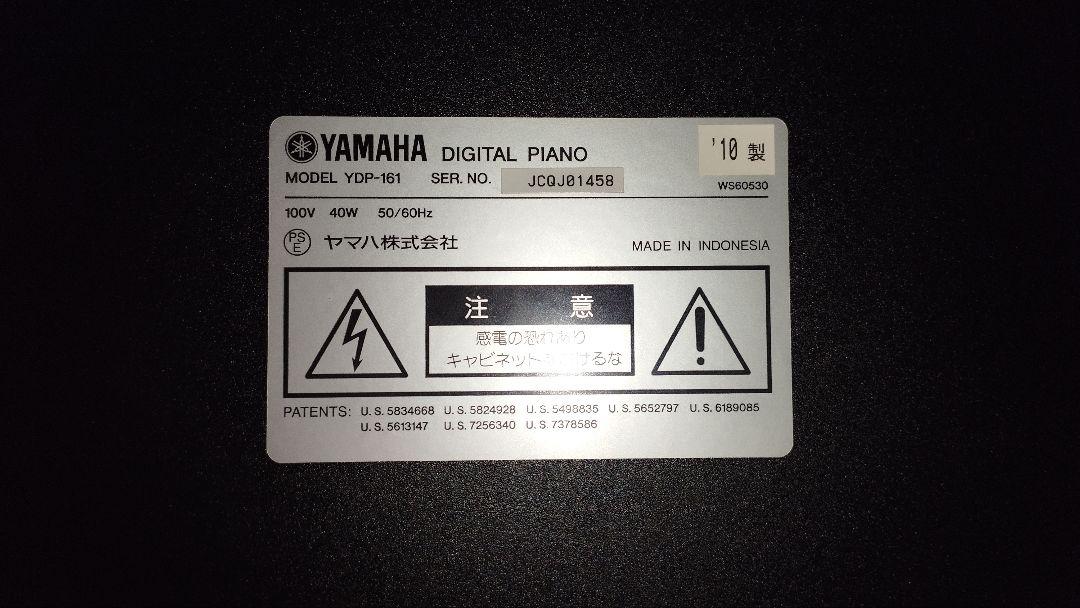 YAMAHA DIGITAL PIANO
'10 製
MODEL YDP-161 SER. NO. JCQJ01458
WS60530
100V 40W 50/60Hz
PSE ヤマハ株式会社
MADE IN INDONESIA
注 意
感電の恐れあり
キャビネットをあけるな
PATENTS: U. S. 5834668 U. S. 5824928 U. S. 5498835 U. S. 5652797 U. S. 6189085
U. S. 5613147 U. S. 7256340 U. S. 7378586